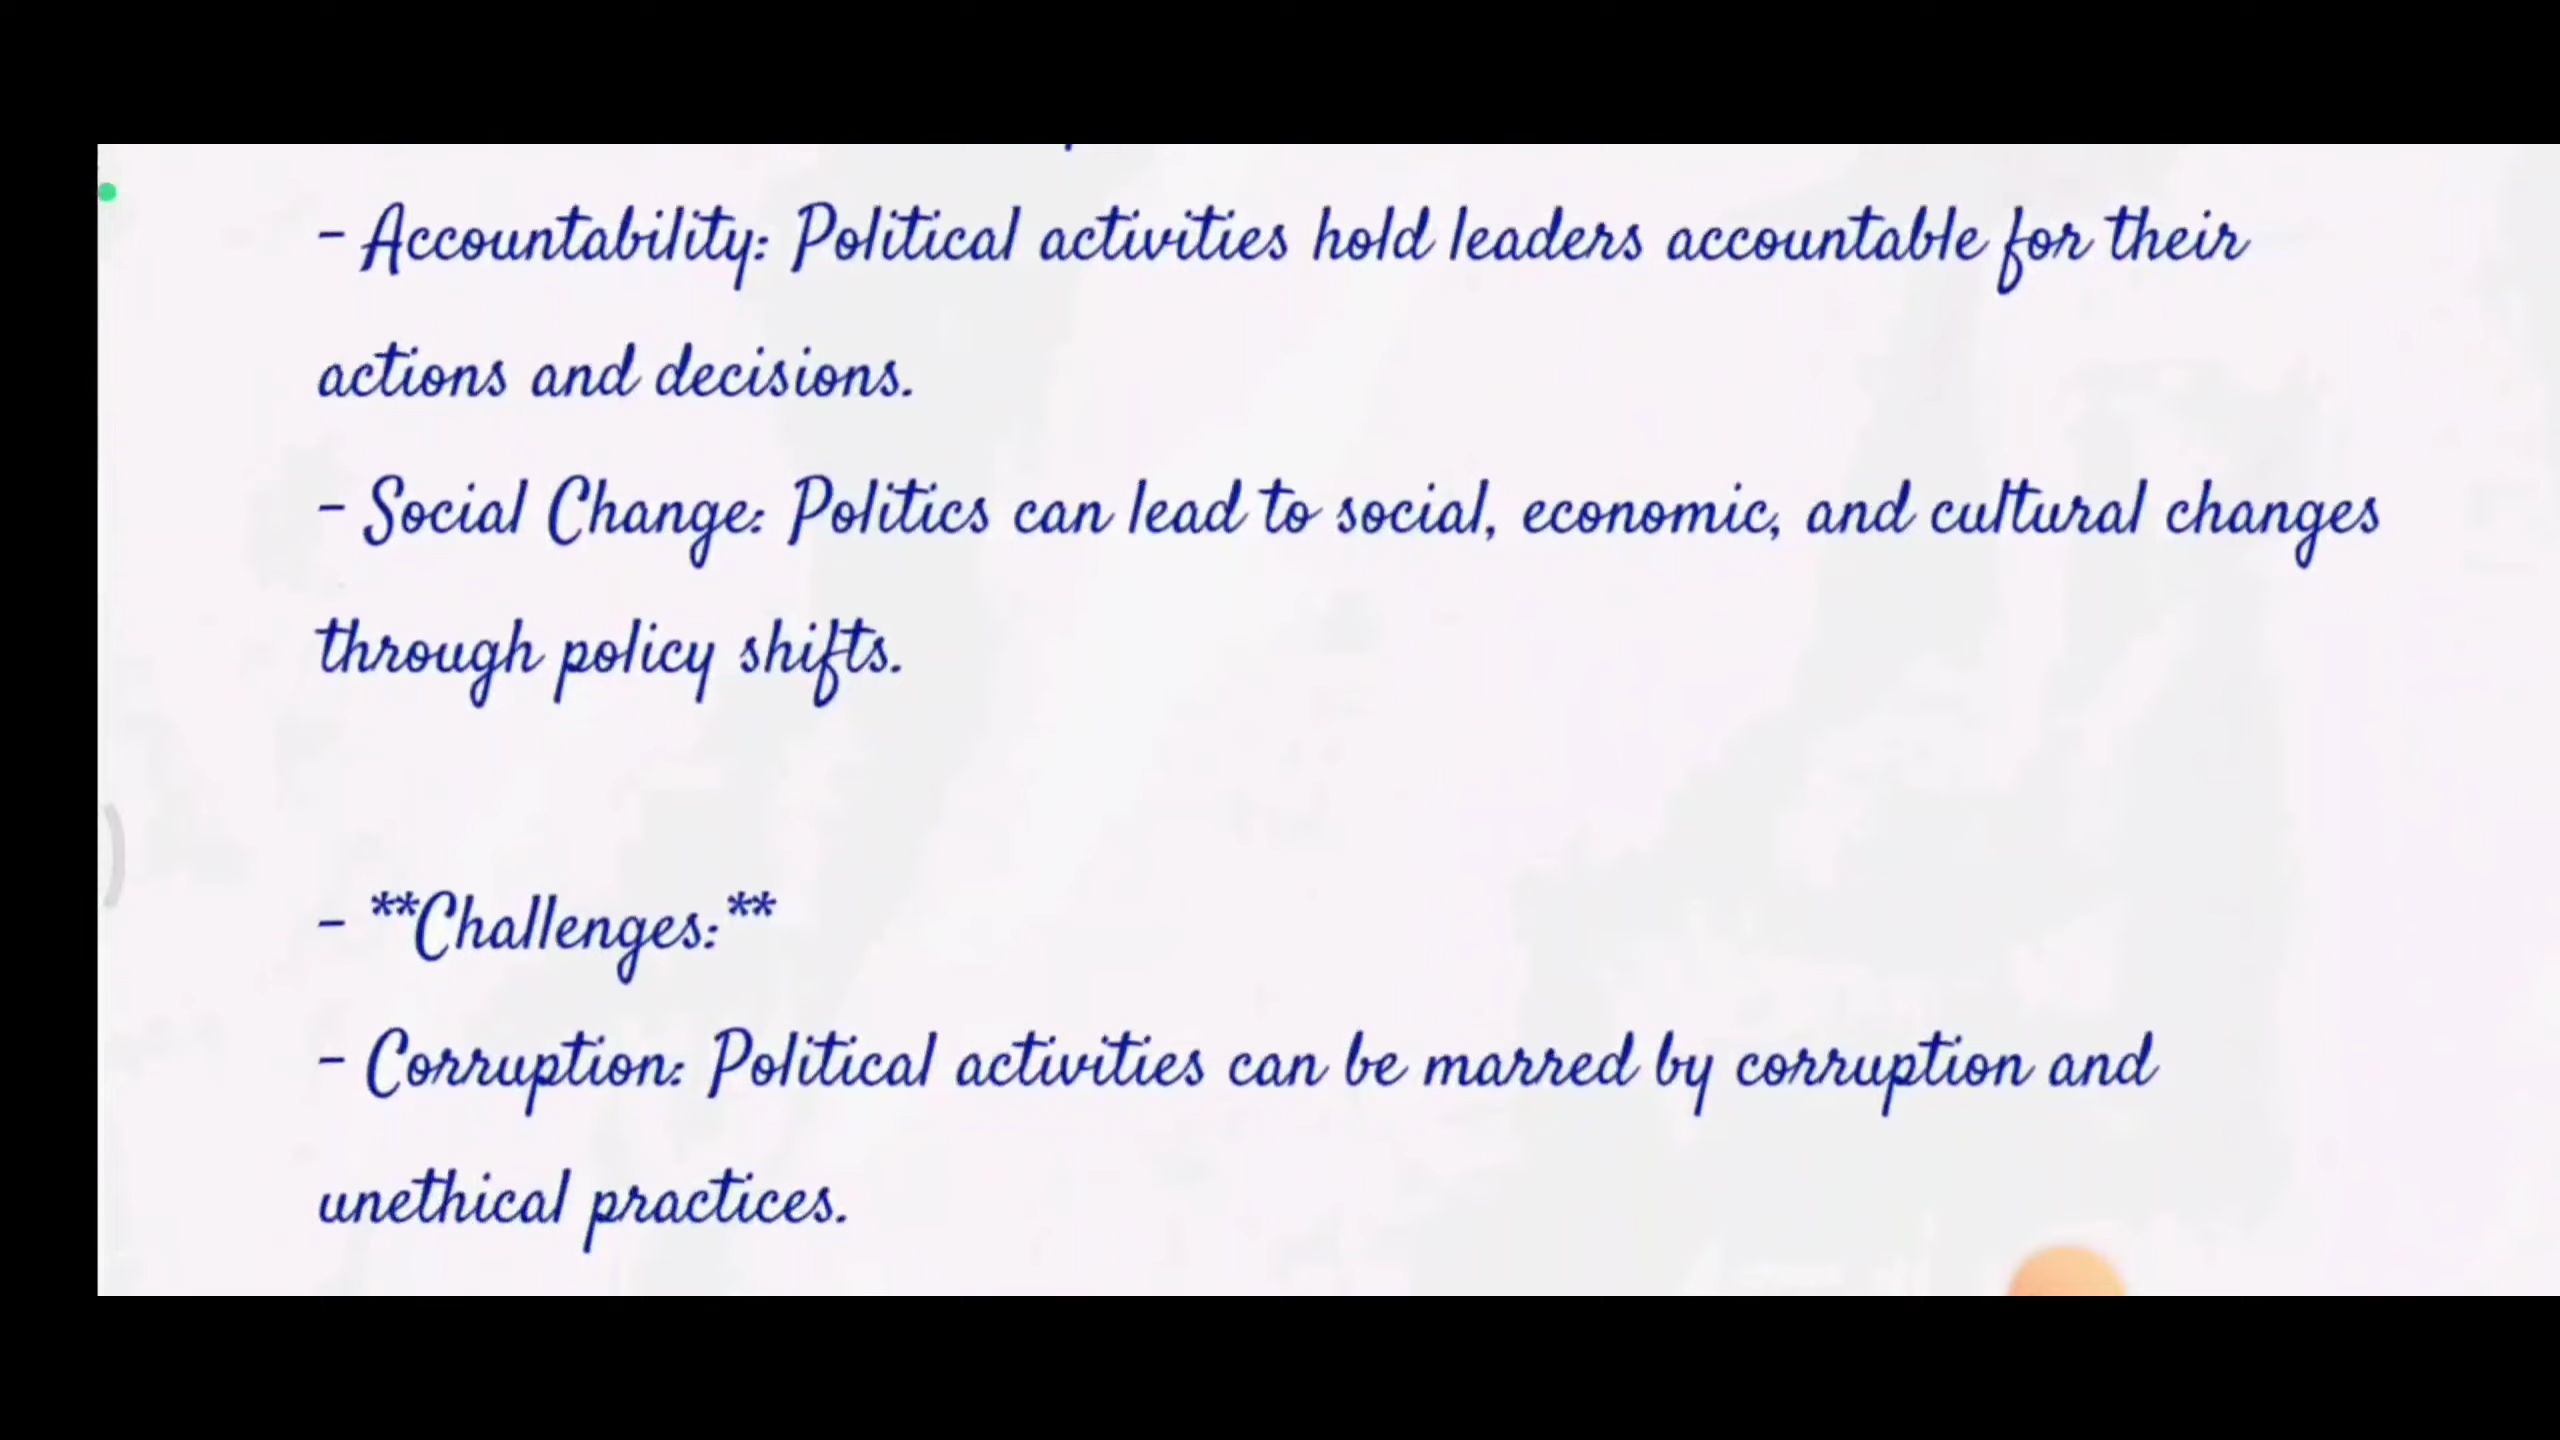 - Accountability: Political activities hold leaders accountable for their
actions and decisions.
- Social Change: Politics can lead to social, economic, and cultural changes
through policy shifts.
- **Challenges:**
- Corruption: Political activities can be marred by corruption and
unethical practices.